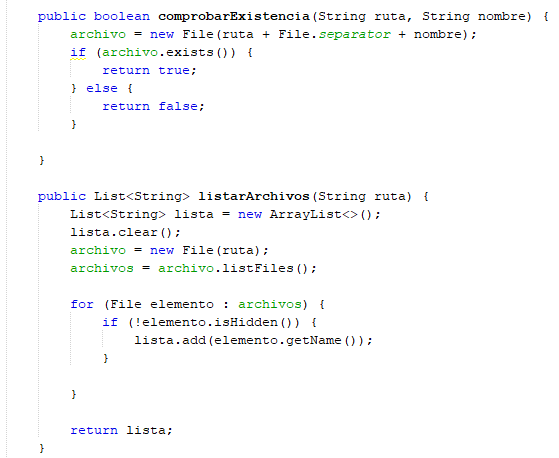 public boolean comprobarExistencia(String ruta, String nombre) {
    archivo = new File(ruta + File.separator + nombre);
    if (archivo.exists()) {
        return true;
    } else {
        return false;
    }

}

public List<String> listarArchivos(String ruta) {
    List<String> lista = new ArrayList<>();
    lista.clear();
    archivo = new File(ruta);
    archivos = archivo.listFiles();

    for (File elemento : archivos) {
        if (!elemento.isHidden()) {
            lista.add(elemento.getName());
        }

    }

    return lista;
}